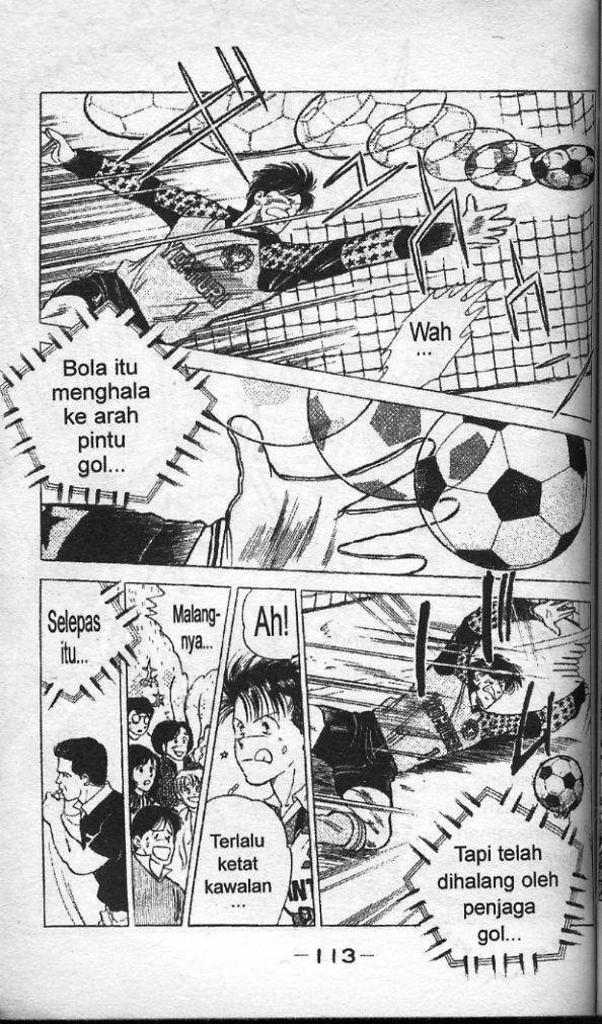 Wah
...
Bola itu
menghala
ke arah
pintu
gol...
Tapi telah
dihalang oleh
penjaga
gol...
Ah!
Terlalu
ketat
kawalan
...
Malang-
nya...
Selepas
itu...
—113—